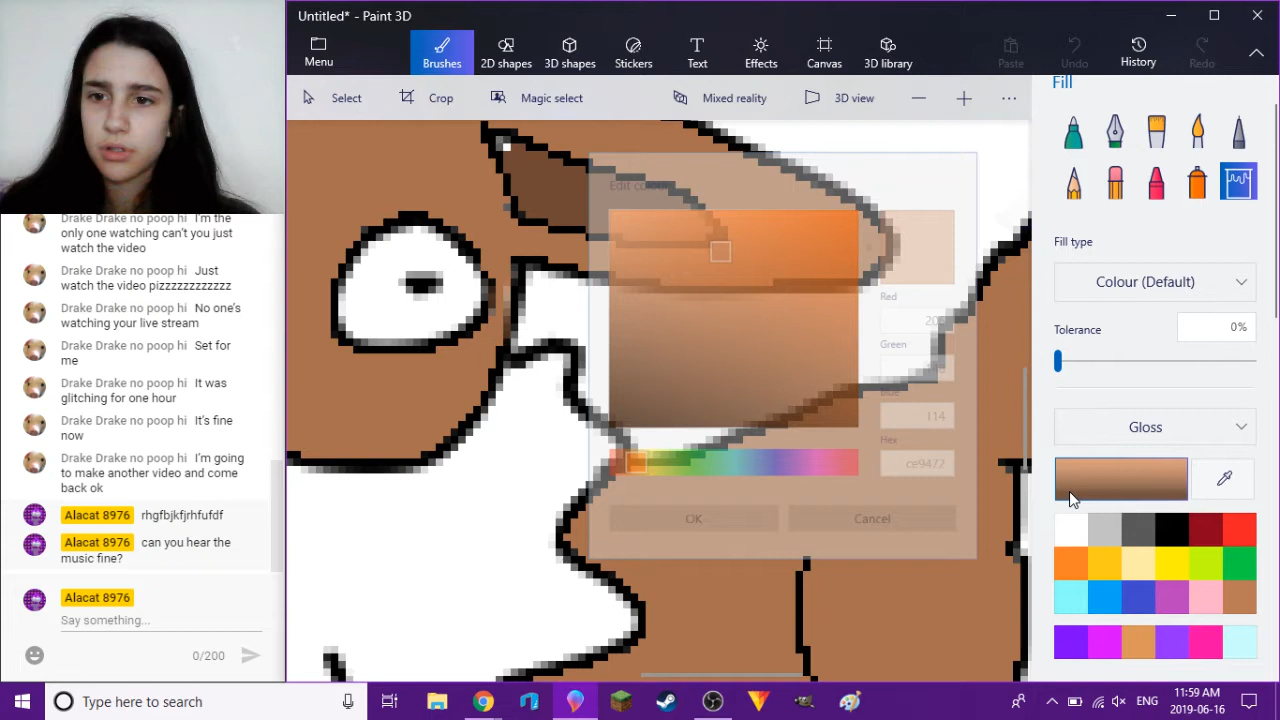 Untitled* - Paint 3D
Menu
Brushes
2D shapes
3D shapes
Stickers
Text
Effects
Canvas
3D library
Paste
Undo
History
Redo
Select
Crop
Magic select
Mixed reality
3D view
Fill
Fill type
Colour (Default)
Tolerance
0%
Gloss
Edit colour
Red
Green
Blue
114
Hex
ce9472
OK
Cancel
Drake Drake no poop hi I'm the
only one watching can't you just
watch the video
Drake Drake no poop hi Just
watch the video pizzzzzzzzzzz
Drake Drake no poop hi No one's
watching your live stream
Drake Drake no poop hi Set for
me
Drake Drake no poop hi It was
glitching for one hour
Drake Drake no poop hi It's fine
now
Drake Drake no poop hi I'm going
to make another video and come
back ok
Alacat 8976 rhgfbjkfjrhfufdf
Alacat 8976 can you hear the
music fine?
Alacat 8976
Say something...
0/200
Type here to search
ENG
11:59 AM
2019-06-16